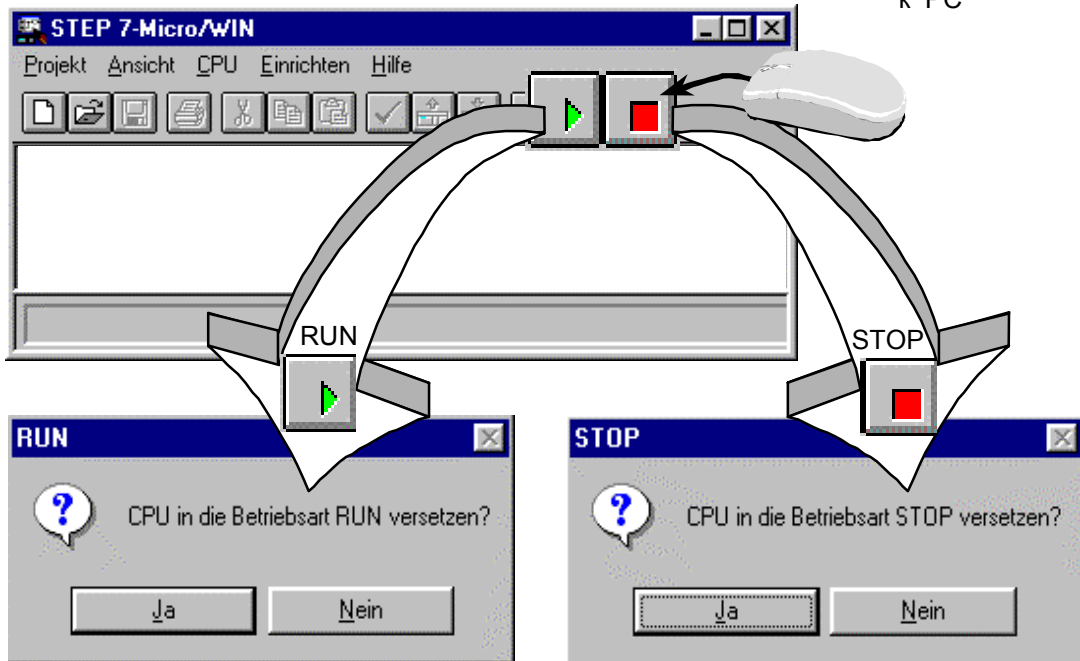 k PC
STEP 7-Micro/WIN
Projekt Ansicht CPU Einrichten Hilfe
RUN
STOP
RUN
CPU in die Betriebsart RUN versetzen?
Ja Nein
STOP
CPU in die Betriebsart STOP versetzen?
Ja Nein